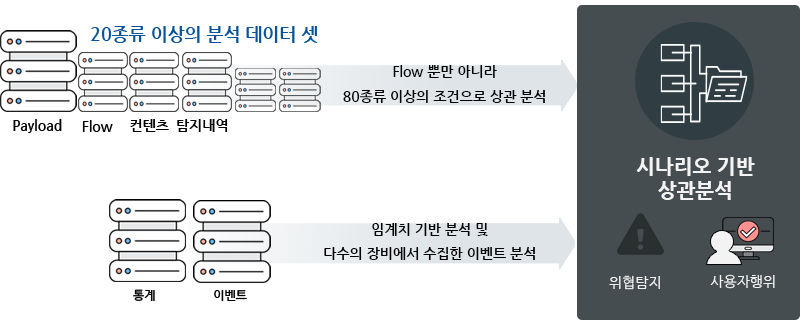 20종류 이상의 분석 데이터 셋
Payload
Flow
컨텐츠
탐지내역
Flow 뿐만 아니라
80종류 이상의 조건으로 상관 분석
시나리오 기반
상관분석
임계치 기반 분석 및
다수의 장비에서 수집한 이벤트 분석
통계
이벤트
위협탐지
사용자행위